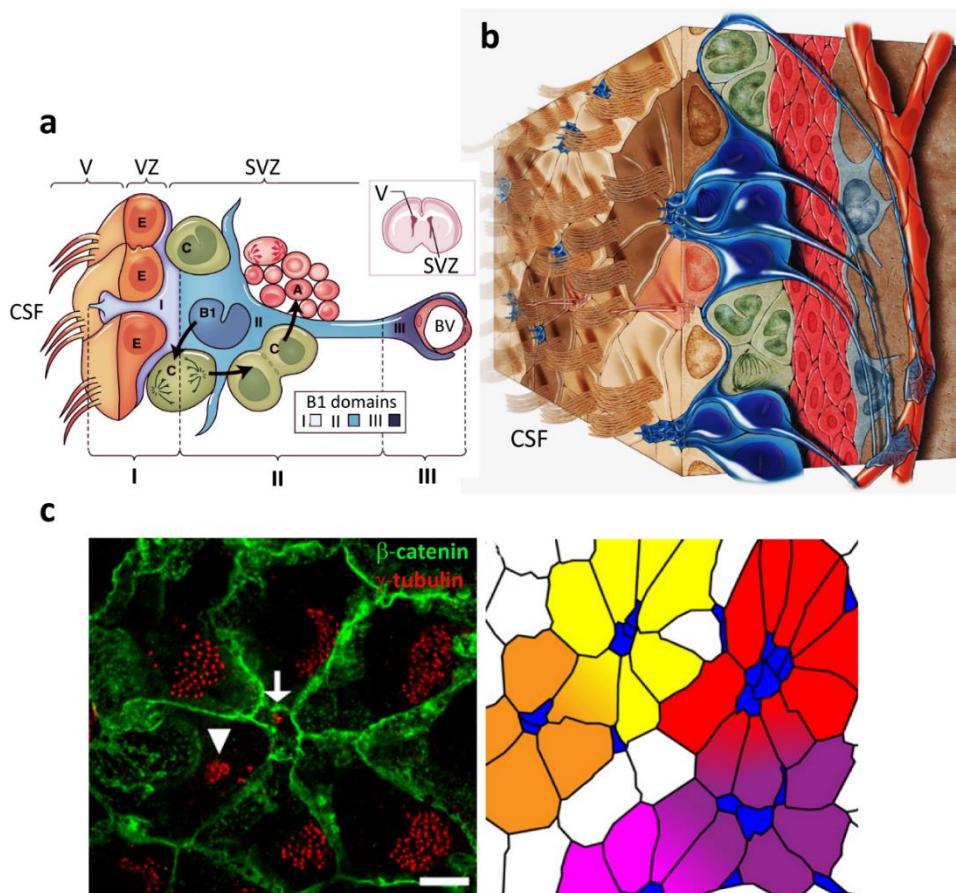 a
V VZ SVZ
E
C
E
CSF
I
B1
II
A
III
BV
E
C
C
V
SVZ
B1 domains
I II III
I II III
b
CSF
c
β-catenin
γ-tubulin